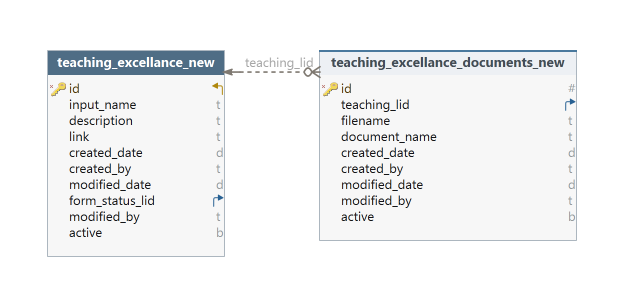 teaching_excellance_new
id
input_name t
description t
link t
created_date d
created_by t
modified_date d
form_status_lid
modified_by t
active b
teaching_lid
teaching_excellance_documents_new
id #
teaching_lid
filename t
document_name t
created_date d
created_by t
modified_date d
modified_by t
active b